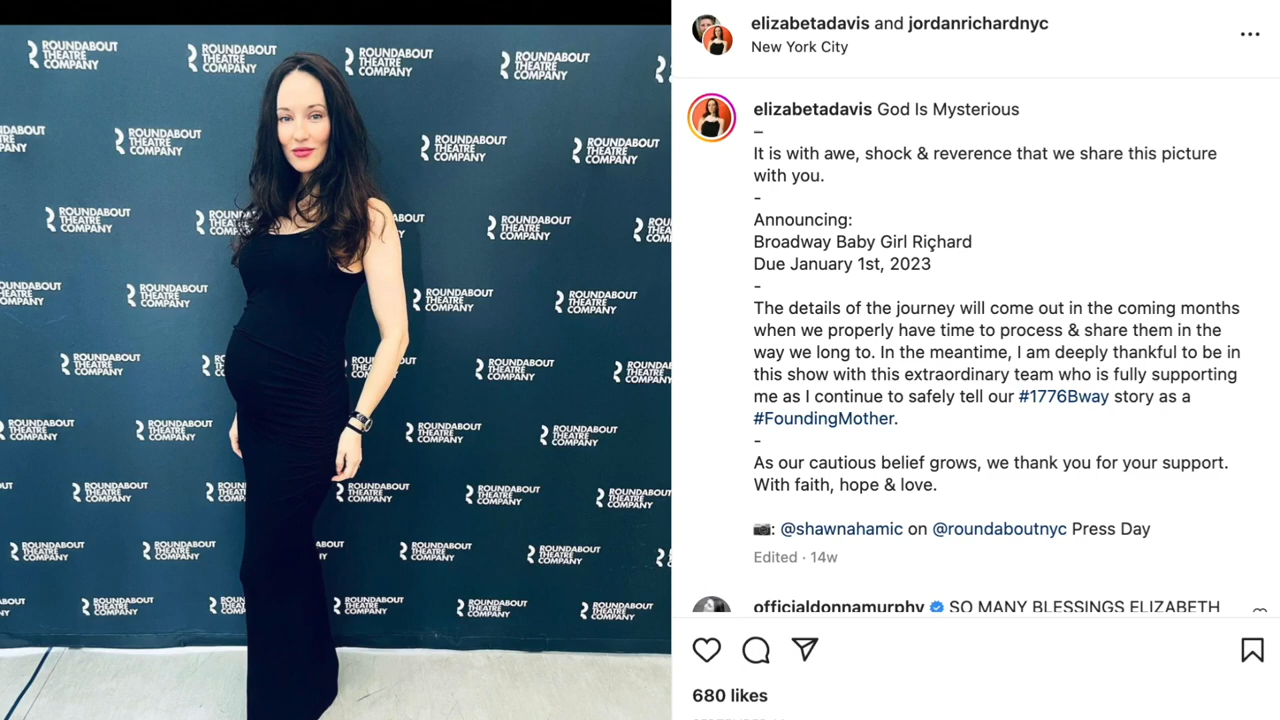 ROUNDABOUT
THEATRE
COMPANY
elizabetadavis and jordanrichardnyc
New York City
elizabetadavis God Is Mysterious
–
It is with awe, shock & reverence that we share this picture
with you.
-
Announcing:
Broadway Baby Girl Riçhard
Due January 1st, 2023
-
The details of the journey will come out in the coming months
when we properly have time to process & share them in the
way we long to. In the meantime, I am deeply thankful to be in
this show with this extraordinary team who is fully supporting
me as I continue to safely tell our #1776Bway story as a
#FoundingMother.
-
As our cautious belief grows, we thank you for your support.
With faith, hope & love.
📷: @shawnahamic on @roundaboutnyc Press Day
Edited · 14w
officialdonnamurphy SO MANY BLESSINGS ELIZABETH
680 likes